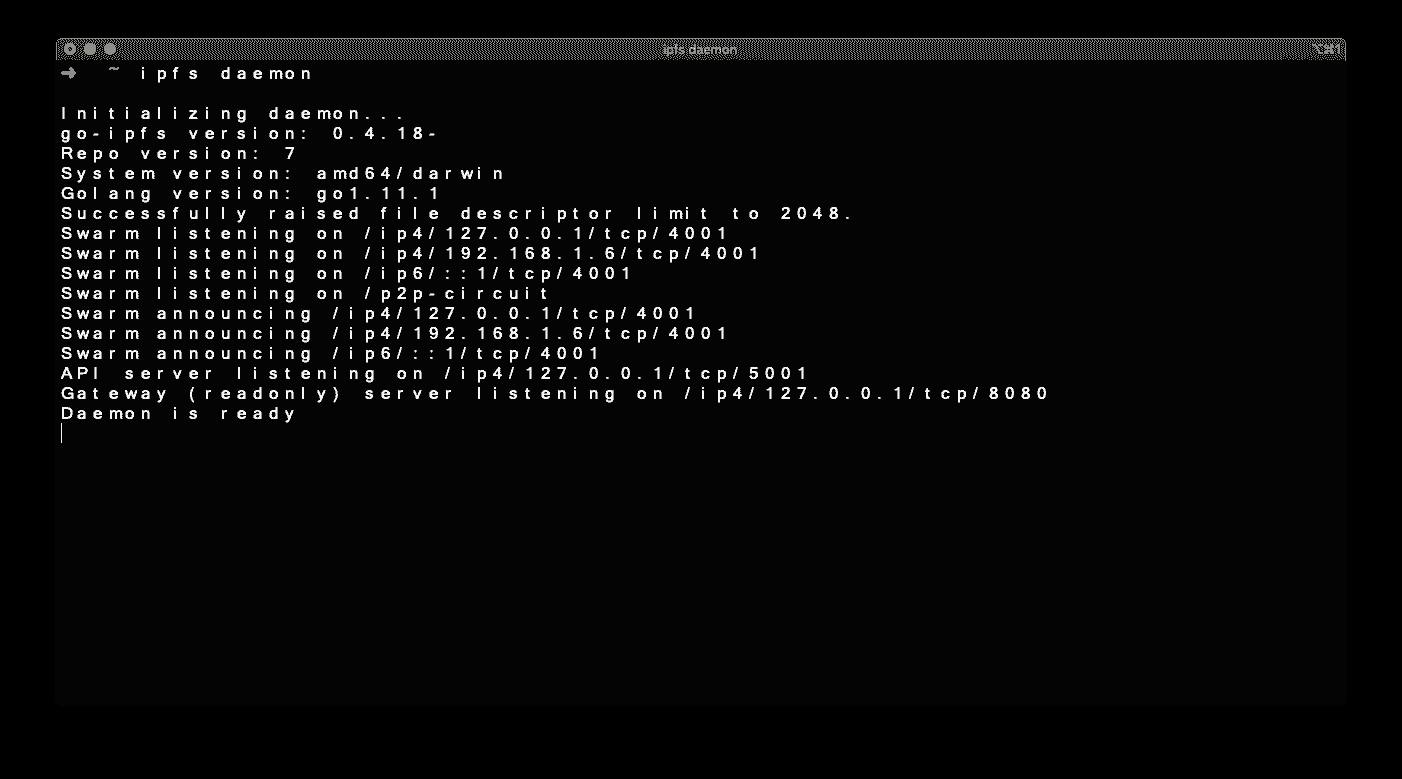 ipfs daemon ⌥⌘1
➜ ~ ipfs daemon
Initializing daemon...
go-ipfs version: 0.4.18-
Repo version: 7
System version: amd64/darwin
Golang version: go1.11.1
Successfully raised file descriptor limit to 2048.
Swarm listening on /ip4/127.0.0.1/tcp/4001
Swarm listening on /ip4/192.168.1.6/tcp/4001
Swarm listening on /ip6/::1/tcp/4001
Swarm listening on /p2p-circuit
Swarm announcing /ip4/127.0.0.1/tcp/4001
Swarm announcing /ip4/192.168.1.6/tcp/4001
Swarm announcing /ip6/::1/tcp/4001
API server listening on /ip4/127.0.0.1/tcp/5001
Gateway (readonly) server listening on /ip4/127.0.0.1/tcp/8080
Daemon is ready